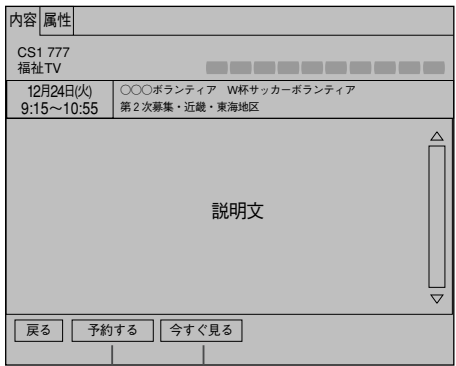 内容 属性
CS1 777
福祉TV
12月24日(火)
9:15〜10:55
○○○ボランティア　W杯サッカーボランティア
第2次募集・近畿・東海地区
説明文
戻る 予約する 今すぐ見る